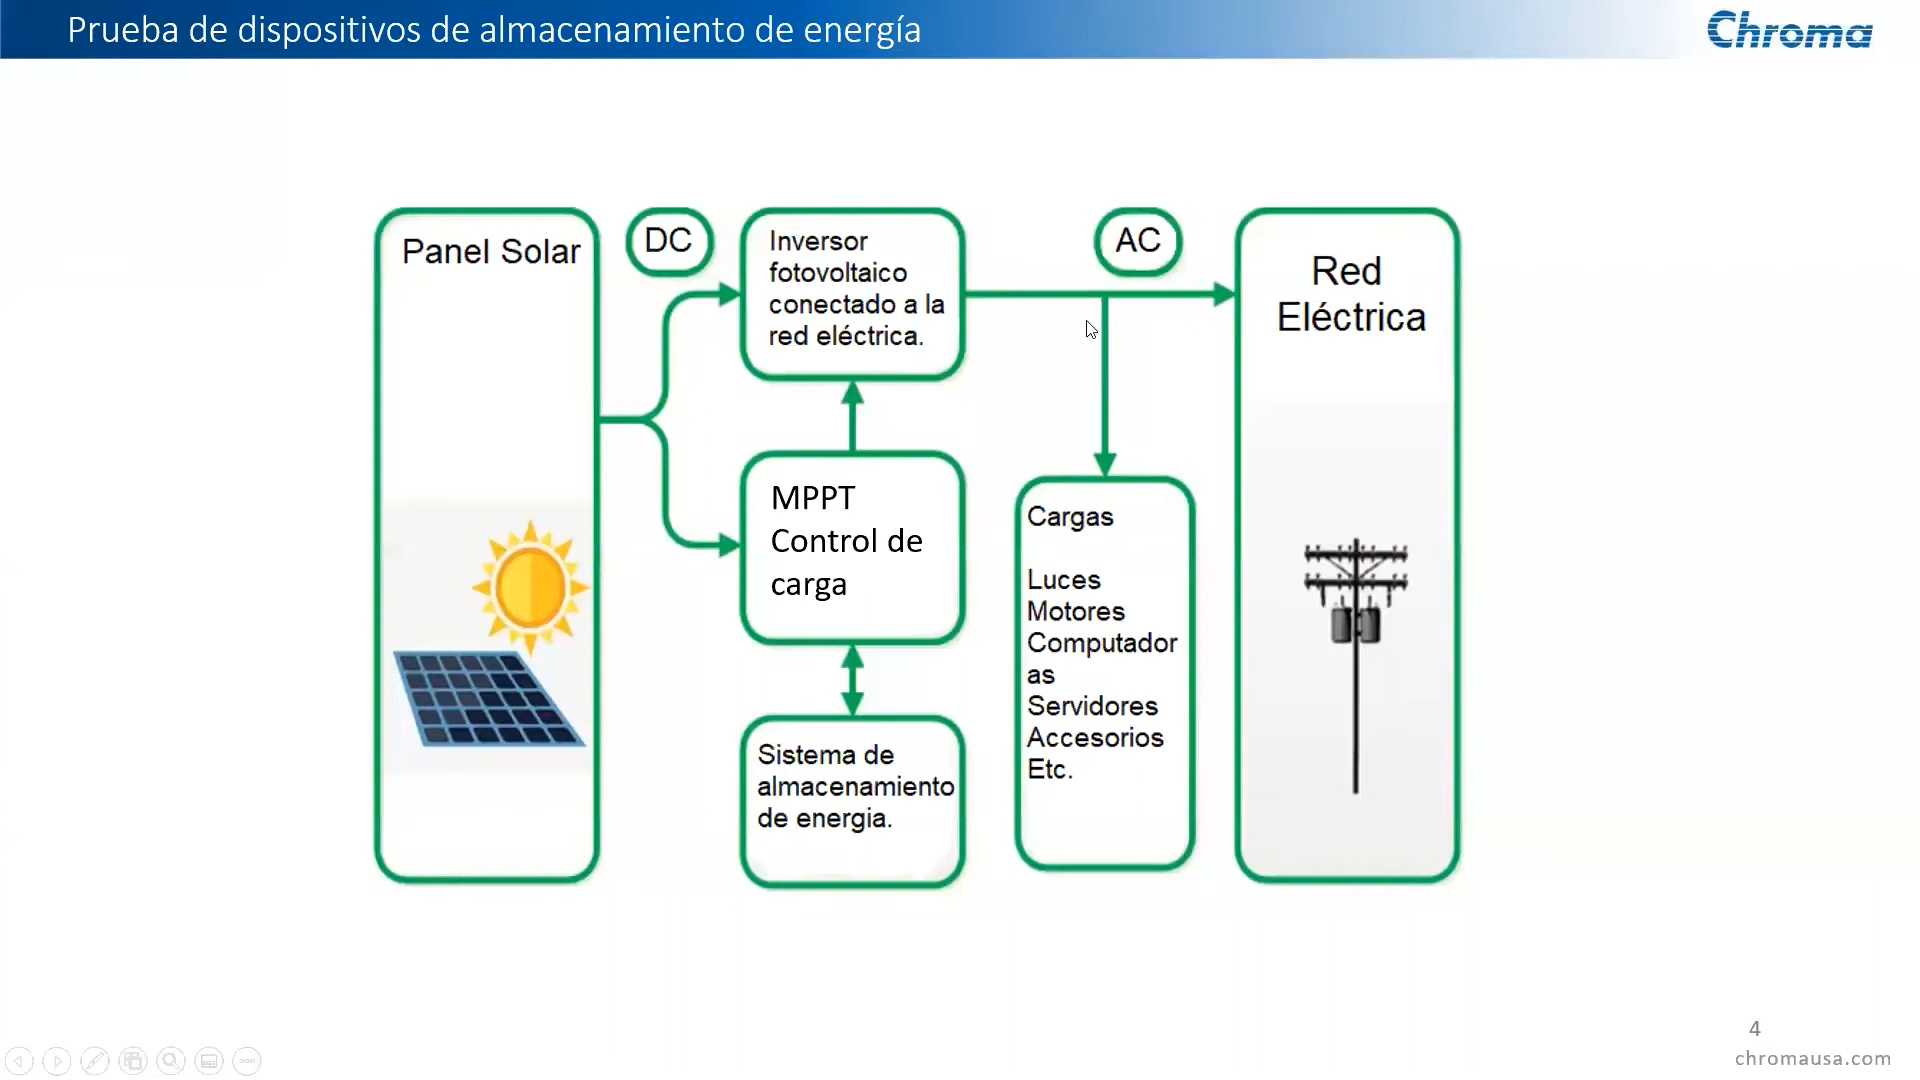 Prueba de dispositivos de almacenamiento de energía
Chroma
Panel Solar
DC
Inversor
fotovoltaico
conectado a la
red eléctrica.
AC
Red
Eléctrica
MPPT
Control de
carga
Cargas
Luces
Motores
Computador
as
Servidores
Accesorios
Etc.
Sistema de
almacenamiento
de energia.
4
chromausa.com